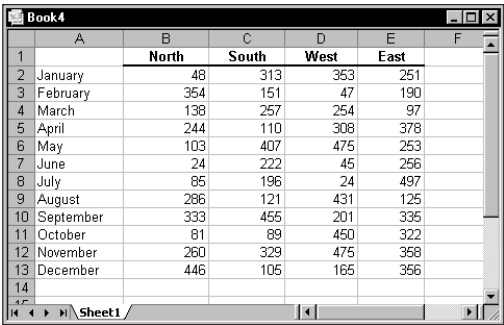 Book4
A B C D E F
1 North South West East
2 January 48 313 353 251
3 February 354 151 47 190
4 March 138 257 254 97
5 April 244 110 308 378
6 May 103 407 475 253
7 June 24 222 45 256
8 July 85 196 24 497
9 August 286 121 431 125
10 September 333 455 201 335
11 October 81 89 450 322
12 November 260 329 475 358
13 December 446 105 165 356
14
Sheet1